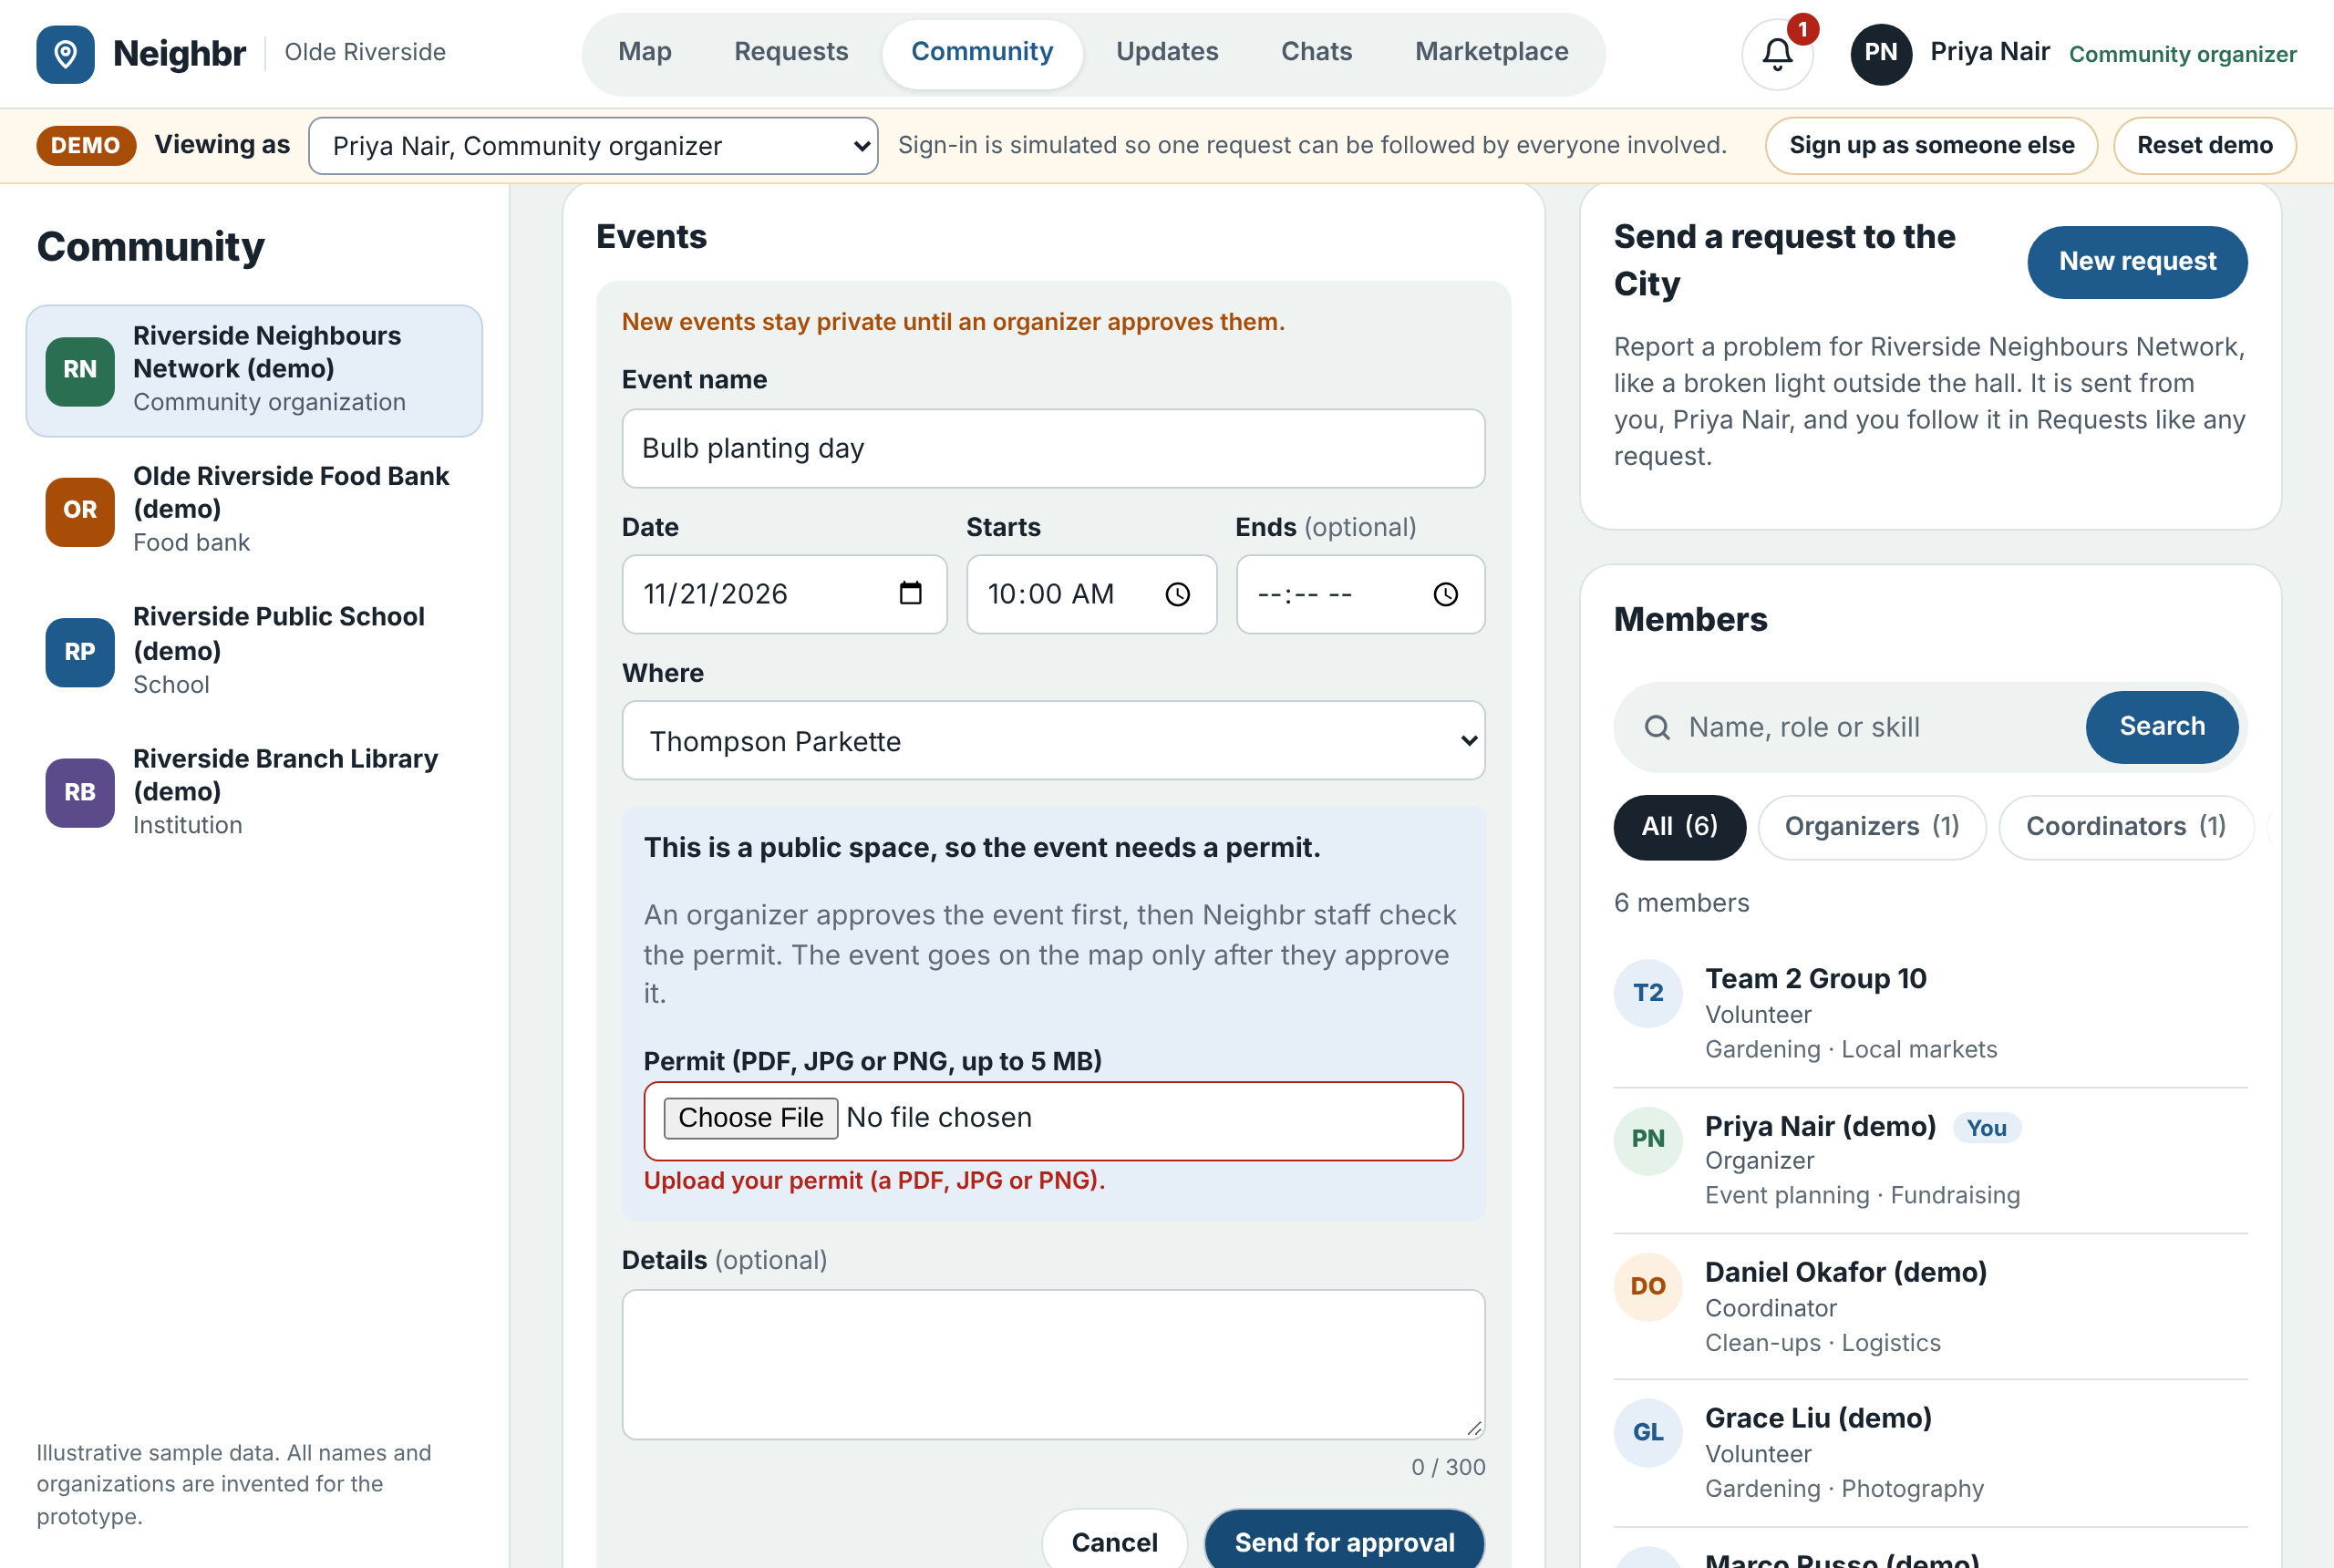 Neighbr
Olde Riverside
Map
Requests
Community
Updates
Chats
Marketplace
1
PN
Priya Nair
Community organizer
DEMO
Viewing as
Priya Nair, Community organizer
Sign-in is simulated so one request can be followed by everyone involved.
Sign up as someone else
Reset demo
Community
RN
Riverside Neighbours
Network (demo)
Community organization
OR
Olde Riverside Food Bank
(demo)
Food bank
RP
Riverside Public School
(demo)
School
RB
Riverside Branch Library
(demo)
Institution
Illustrative sample data. All names and
organizations are invented for the
prototype.
Events
New events stay private until an organizer approves them.
Event name
Bulb planting day
Date
Starts
Ends (optional)
11/21/2026
10:00 AM
--:-- --
Where
Thompson Parkette
This is a public space, so the event needs a permit.
An organizer approves the event first, then Neighbr staff check
the permit. The event goes on the map only after they approve
it.
Permit (PDF, JPG or PNG, up to 5 MB)
Choose File No file chosen
Upload your permit (a PDF, JPG or PNG).
Details (optional)
0 / 300
Cancel
Send for approval
Send a request to the
City
New request
Report a problem for Riverside Neighbours Network,
like a broken light outside the hall. It is sent from
you, Priya Nair, and you follow it in Requests like any
request.
Members
Name, role or skill
Search
All (6)
Organizers (1)
Coordinators (1)
6 members
T2
Team 2 Group 10
Volunteer
Gardening · Local markets
PN
Priya Nair (demo)
You
Organizer
Event planning · Fundraising
DO
Daniel Okafor (demo)
Coordinator
Clean-ups · Logistics
GL
Grace Liu (demo)
Volunteer
Gardening · Photography
Marco Russo (demo)